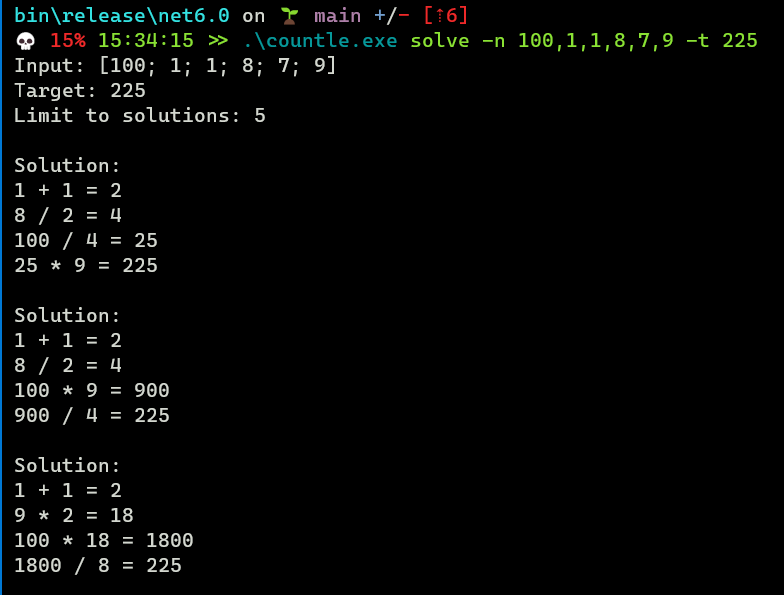 bin\release\net6.0 on 🌱 main +/- [⇡6]
💀 15% 15:34:15 >> .\countle.exe solve -n 100,1,1,8,7,9 -t 225
Input: [100; 1; 1; 8; 7; 9]
Target: 225
Limit to solutions: 5

Solution:
1 + 1 = 2
8 / 2 = 4
100 / 4 = 25
25 * 9 = 225

Solution:
1 + 1 = 2
8 / 2 = 4
100 * 9 = 900
900 / 4 = 225

Solution:
1 + 1 = 2
9 * 2 = 18
100 * 18 = 1800
1800 / 8 = 225